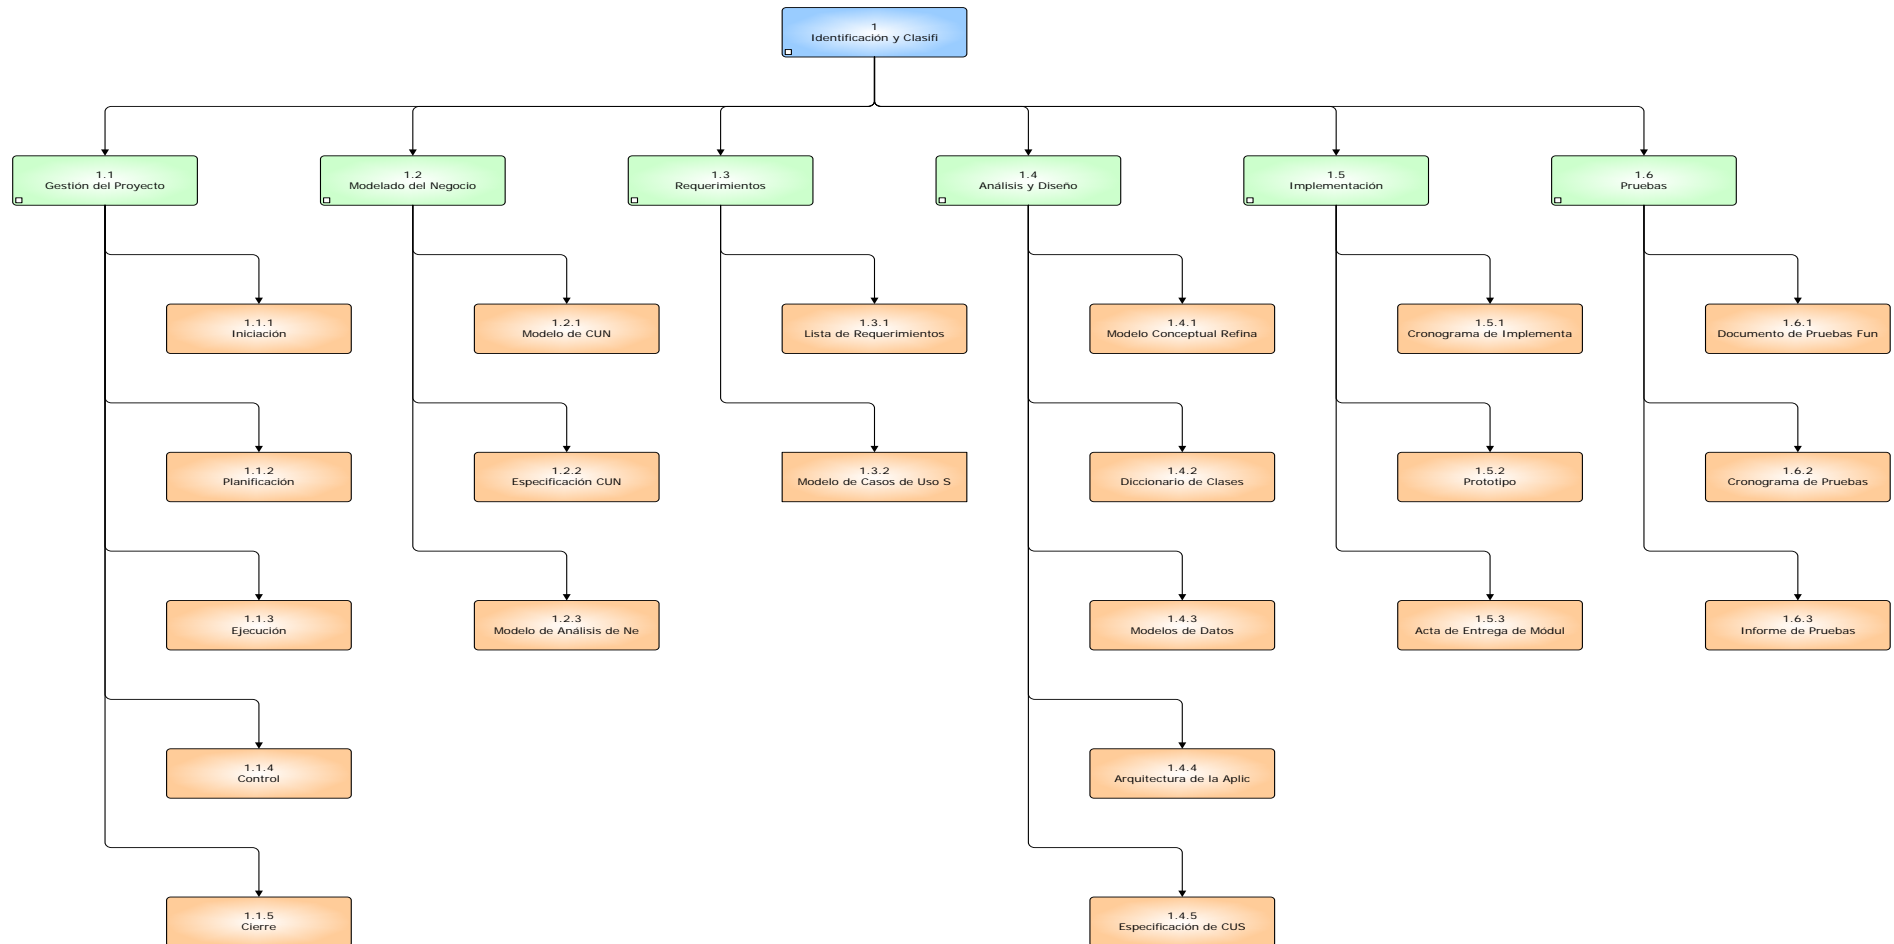 1
Identificación y Clasifi
1.1
Gestión del Proyecto
1.2
Modelado del Negocio
1.3
Requerimientos
1.4
Análisis y Diseño
1.5
Implementación
1.6
Pruebas
1.1.1
Iniciación
1.2.1
Modelo de CUN
1.3.1
Lista de Requerimientos
1.4.1
Modelo Conceptual Refina
1.5.1
Cronograma de Implementa
1.6.1
Documento de Pruebas Fun
1.1.2
Planificación
1.2.2
Especificación CUN
1.3.2
Modelo de Casos de Uso S
1.4.2
Diccionario de Clases
1.5.2
Prototipo
1.6.2
Cronograma de Pruebas
1.1.3
Ejecución
1.2.3
Modelo de Análisis de Ne
1.4.3
Modelos de Datos
1.5.3
Acta de Entrega de Módul
1.6.3
Informe de Pruebas
1.1.4
Control
1.4.4
Arquitectura de la Aplic
1.1.5
Cierre
1.4.5
Especificación de CUS